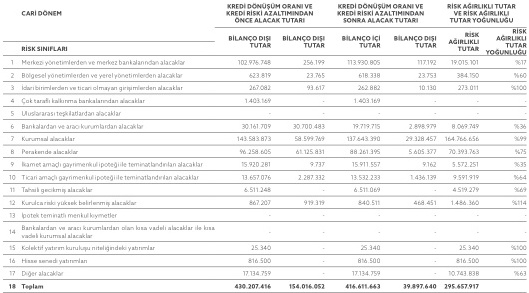 CARİ DÖNEM
KREDİ DÖNÜŞÜM ORANI VE KREDİ RİSKİ AZALTIMINDAN ÖNCE ALACAK TUTARI
KREDİ DÖNÜŞÜM ORANI VE KREDİ RİSKİ AZALTIMINDAN SONRA ALACAK TUTARI
RİSK AĞIRLIKLI TUTAR VE RİSK AĞIRLIKLI TUTAR YOĞUNLUĞU
RİSK SINIFLARI
BİLANÇO DIŞI TUTAR
BİLANÇO DIŞI TUTAR
BİLANÇO İÇİ TUTAR
BİLANÇO DIŞI TUTAR
RİSK AĞIRLIKLI TUTAR
RİSK AĞIRLIKLI TUTAR YOĞUNLUĞU
1 Merkezi yönetimlerden ve merkez bankalarından alacaklar 102.976.748 256.199 113.930.805 117.192 19.015.101 %17
2 Bölgesel yönetimlerden ve yerel yönetimlerden alacaklar 623.819 23.765 618.338 23.753 384.150 %60
3 İdari birimlerden ve ticari olmayan girişimlerden alacaklar 267.082 93.617 262.882 10.130 273.011 %100
4 Çok taraflı kalkınma bankalarından alacaklar 1.403.169 - 1.403.169 - - -
5 Uluslararası teşkilatlardan alacaklar - - - - - -
6 Bankalardan ve aracı kurumlardan alacaklar 30.161.709 30.700.483 19.719.715 2.898.979 8.069.749 %36
7 Kurumsal alacaklar 143.583.873 58.599.769 137.643.390 29.328.457 164.766.656 %99
8 Perakende alacaklar 96.258.605 61.125.831 88.261.395 5.605.377 70.393.763 %75
9 İkamet amaçlı gayrimenkul ipoteği ile teminatlandırılan alacaklar 15.920.281 9.737 15.911.557 9.162 5.572.251 %35
10 Ticari amaçlı gayrimenkul ipoteği ile teminatlandırılan alacaklar 13.657.076 2.287.332 13.532.233 1.436.139 9.591.919 %64
11 Tahsili gecikmiş alacaklar 6.511.248 - 6.511.069 - 4.519.279 %69
12 Kurulca riski yüksek belirlenmiş alacaklar 867.207 919.319 840.511 468.451 1.486.360 %114
13 İpotek teminatlı menkul kıymetler - - - - - -
14 Bankalardan ve aracı kurumlardan olan kısa vadeli alacaklar ile kısa vadeli kurumsal alacaklar - - - - - -
15 Kolektif yatırım kuruluşu niteliğindeki yatırımlar 25.340 - 25.340 - 25.340 %100
16 Hisse senedi yatırımları 816.500 - 816.500 - 816.500 %100
17 Diğer alacaklar 17.134.759 - 17.134.759 - 10.743.838 %63
18 Toplam 430.207.416 154.016.052 416.611.663 39.897.640 295.657.917